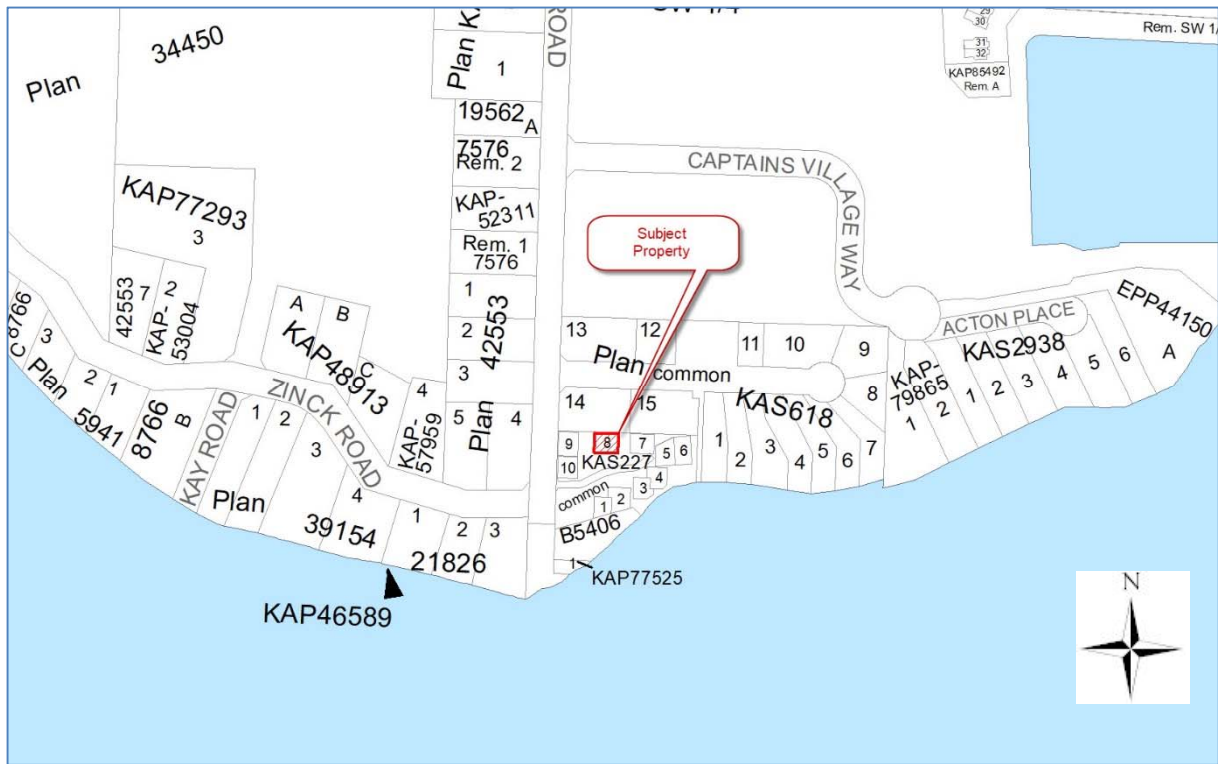 34450
Plan
Plan K
1
ROAD
SW 1/4
29
30
31
32
KAP85492
Rem. A
Rem. SW 1/
19562
A
7576
Rem. 2
KAP-
52311
Rem. 1
7576
CAPTAINS VILLAGE WAY
Subject
Property
KAP77293
3
42553
7
2
KAP-
53004
A
B
KAP48913
C
1
2
3
Plan 42553
4
5
4
KAP-
57959
13
12
11
10
9
Plan
common
KAS618
8
14
15
1
2
3
4
5
6
7
KAP-
79865
1
2
ACTON PLACE
KAS2938
1
2
3
4
5
6
EPP44150
A
9
8
7
10
KAS227
5
6
common
1
2
3
4
B5406
1
KAP77525
8766
C
3
Plan
5941
2
1
8766
B
KAY ROAD
ZINCK ROAD
1
2
3
4
Plan
39154
1
2
3
21826
KAP46589
N